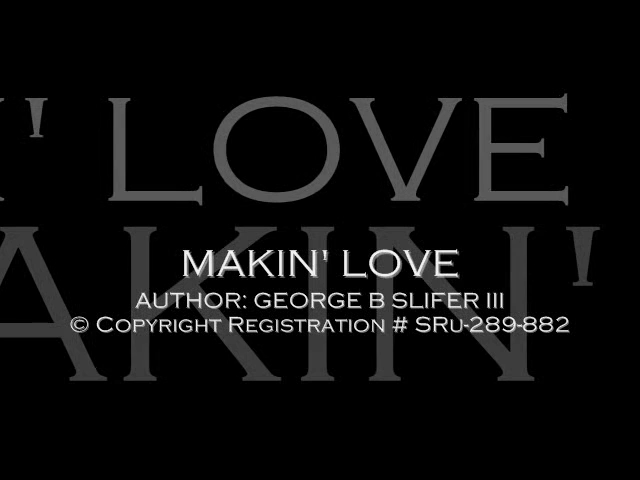 ' LOVE
AKIN'
MAKIN' LOVE
AUTHOR: GEORGE B SLIFER III
© Copyright Registration # SRu-289-882